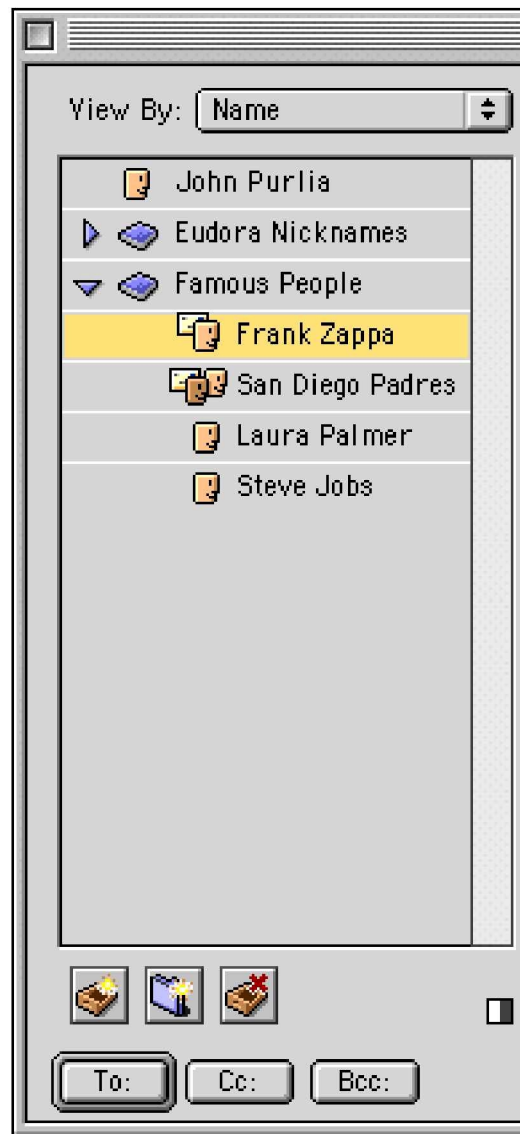 View By: Name
John Purlia
Eudora Nicknames
Famous People
Frank Zappa
San Diego Padres
Laura Palmer
Steve Jobs
To: Cc: Bcc: